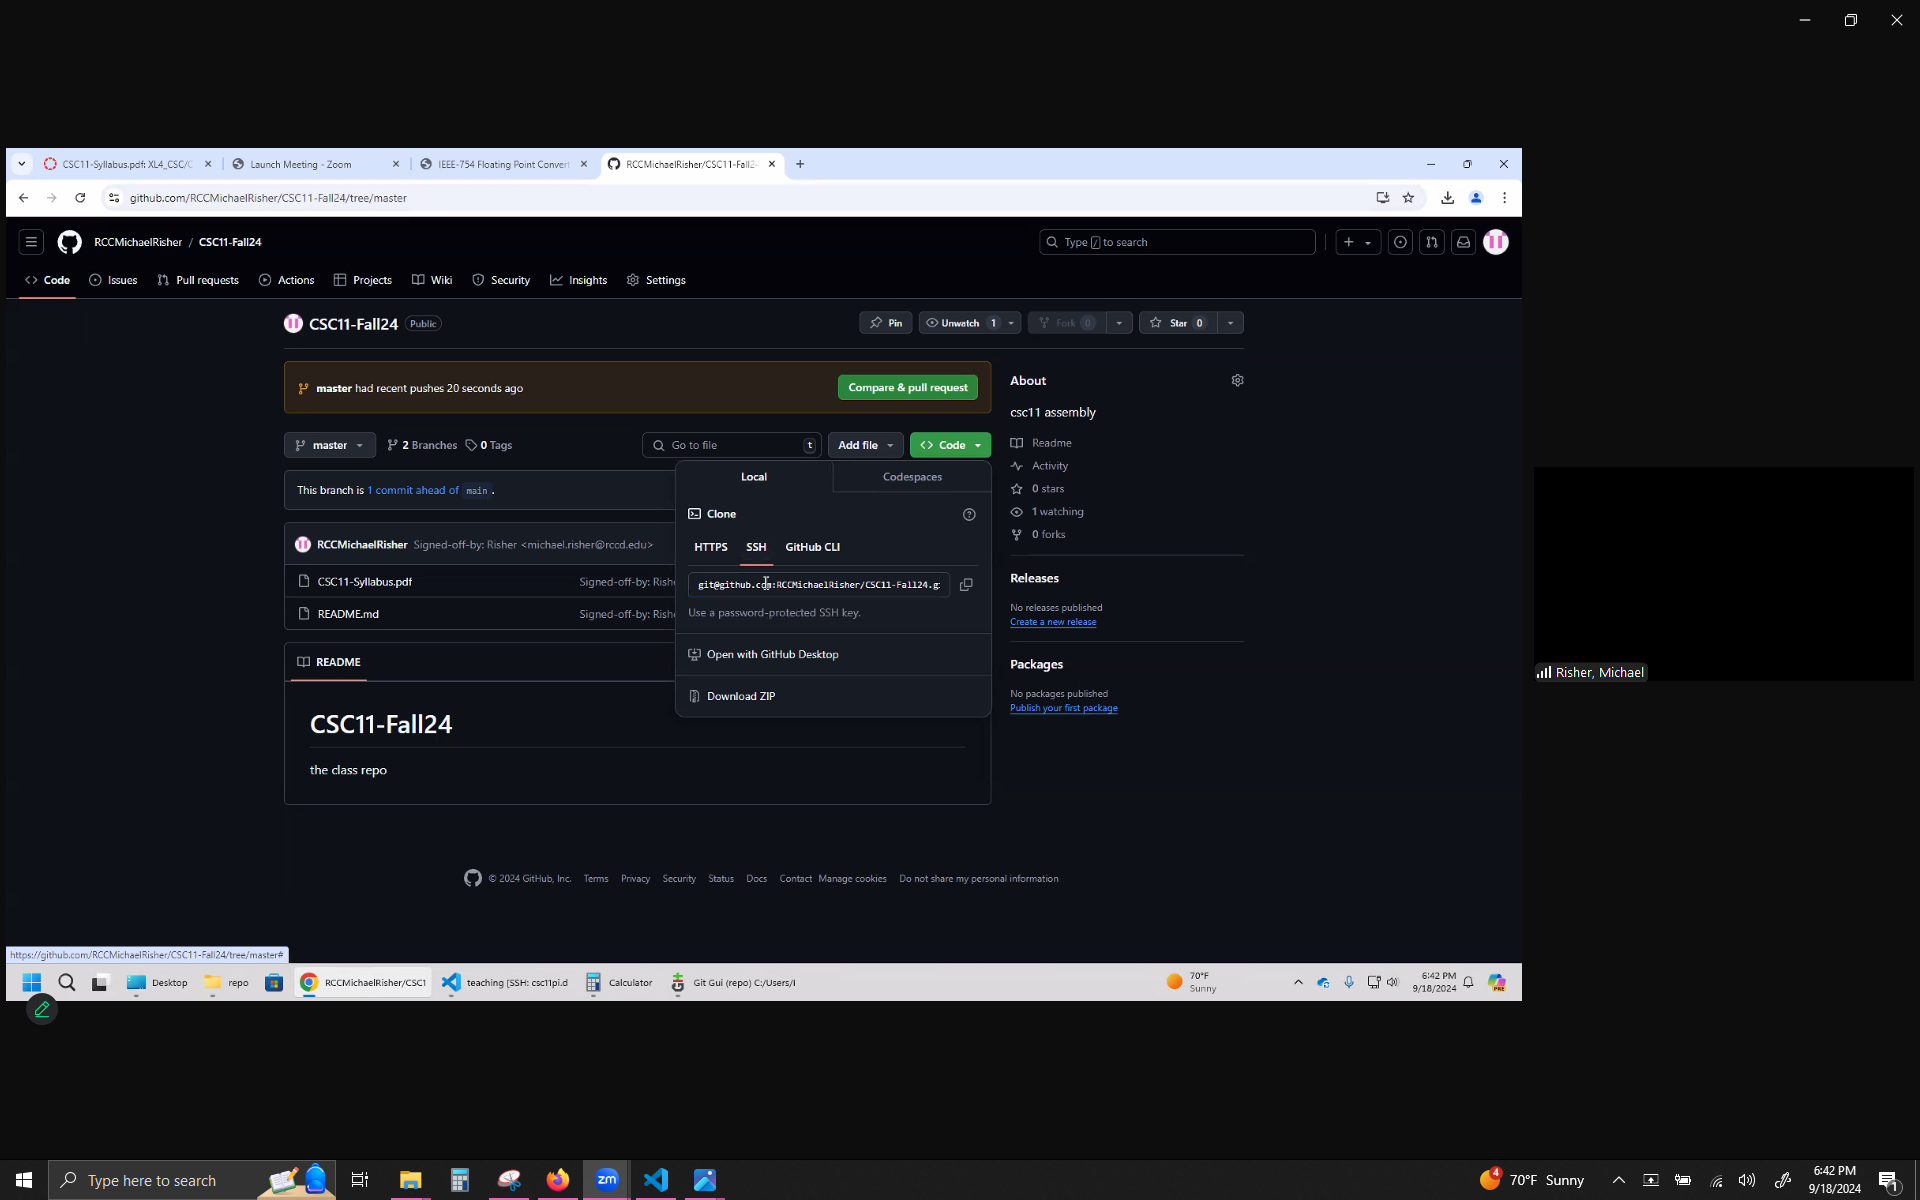 CSC11-Syllabus.pdf: XL4_CSC/C
Launch Meeting - Zoom
IEEE-754 Floating Point Convert
RCCMichaelRisher/CSC11-Fall2
github.com/RCCMichaelRisher/CSC11-Fall24/tree/master
RCCMichaelRisher / CSC11-Fall24
Type / to search
Code
Issues
Pull requests
Actions
Projects
Wiki
Security
Insights
Settings
CSC11-Fall24 Public
Pin
Unwatch 1
Fork 0
Star 0
master had recent pushes 20 seconds ago
Compare & pull request
About
csc11 assembly
master
2 Branches
0 Tags
Go to file t
Add file
Code
Readme
Activity
0 stars
1 watching
0 forks
This branch is 1 commit ahead of main .
Local
Codespaces
Clone
HTTPS
SSH
GitHub CLI
git@github.com:RCCMichaelRisher/CSC11-Fall24.g
Use a password-protected SSH key.
Open with GitHub Desktop
Download ZIP
RCCMichaelRisher Signed-off-by: Risher <michael.risher@rccd.edu>
CSC11-Syllabus.pdf Signed-off-by: Rishe
README.md Signed-off-by: Rishe
README
CSC11-Fall24
the class repo
Releases
No releases published
Create a new release
Packages
No packages published
Publish your first package
Risher, Michael
© 2024 GitHub, Inc. Terms Privacy Security Status Docs Contact Manage cookies Do not share my personal information
https://github.com/RCCMichaelRisher/CSC11-Fall24/tree/master#
Desktop
repo
RCCMichaelRisher/CSC1
teaching [SSH: csc11pi.d
Calculator
Git Gui (repo) C:/Users/I
70°F
Sunny
6:42 PM
9/18/2024
PRE
Type here to search
zm
4
70°F Sunny
6:42 PM
9/18/2024
1